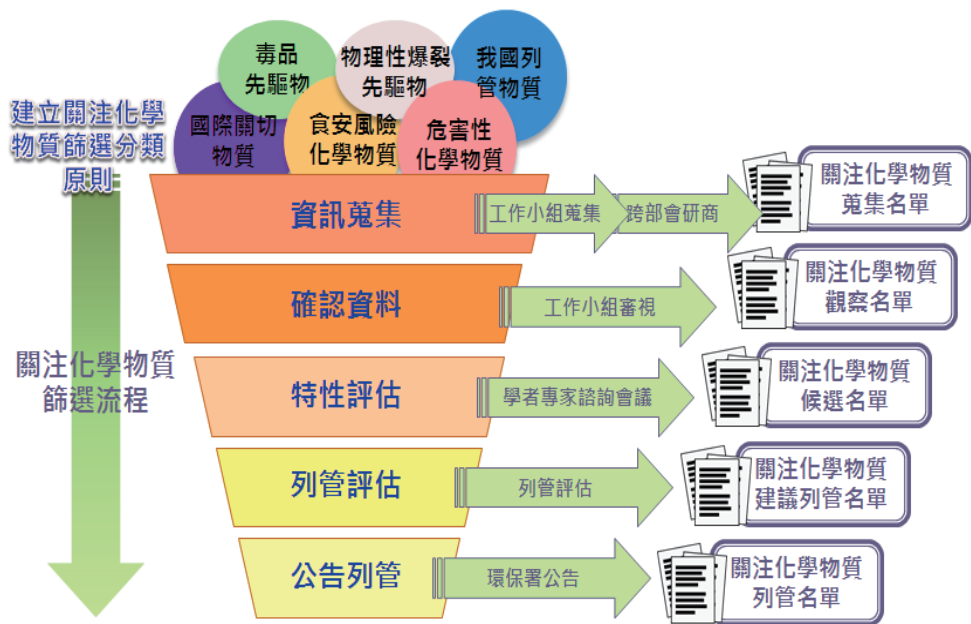 毒品
先驅物
物理性爆裂
先驅物
我國列
管物質
國際關切
物質
食安風險
化學物質
危害性
化學物質
建立關注化學
物質篩選分類
原則
資訊蒐集
工作小組蒐集
跨部會研商
關注化學物質
蒐集名單
確認資料
工作小組審視
關注化學物質
觀察名單
關注化學物質
篩選流程
特性評估
學者專家諮詢會議
關注化學物質
候選名單
列管評估
列管評估
關注化學物質
建議列管名單
公告列管
環保署公告
關注化學物質
列管名單